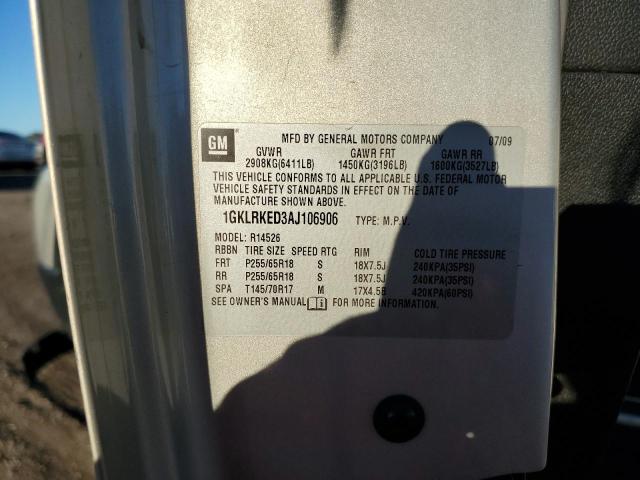 GM
MFD BY GENERAL MOTORS COMPANY 07/09
GVWR GAWR FRT GAWR RR
2908KG(6411LB) 1450KG(3196LB) 1600KG(3527LB)
THIS VEHICLE CONFORMS TO ALL APPLICABLE U.S. FEDERAL MOTOR
VEHICLE SAFETY STANDARDS IN EFFECT ON THE DATE OF
MANUFACTURE SHOWN ABOVE.
1GKLRKED3AJ106906 TYPE: M.P.V.
MODEL: R14526
RBBN TIRE SIZE SPEED RTG RIM COLD TIRE PRESSURE
FRT P255/65R18 S 18X7.5J 240KPA(35PSI)
RR P255/65R18 S 18X7.5J 240KPA(35PSI)
SPA T145/70R17 M 17X4.5B 420KPA(60PSI)
SEE OWNER'S MANUAL FOR MORE INFORMATION.